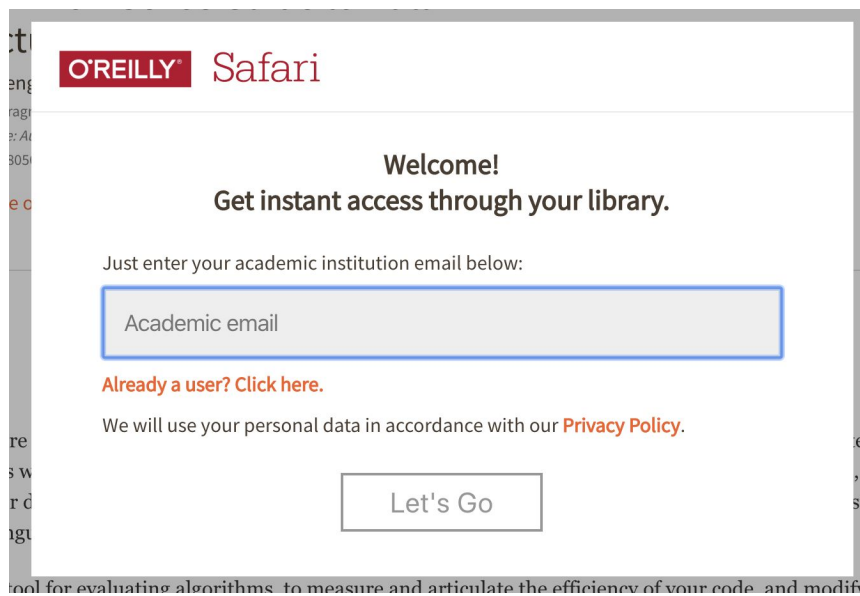 O'REILLY® Safari
Welcome!
Get instant access through your library.
Just enter your academic institution email below:
Academic email
Already a user? Click here.
We will use your personal data in accordance with our Privacy Policy.
Let's Go
tool for evaluating algorithms, to measure and articulate the efficiency of your code, and modify